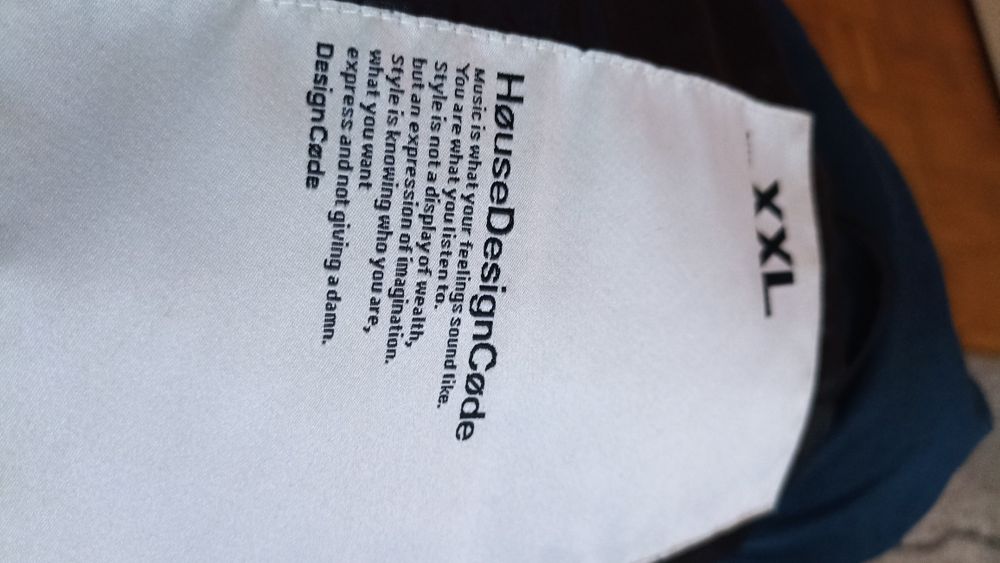 XXL
HøuseDesignCøde
Music is what your feelings sound like.
You are what you listen to.
Style is not a display of wealth,
but an expression of imagination.
Style is knowing who you are,
what you want
express and not giving a damn.
DesignCøde